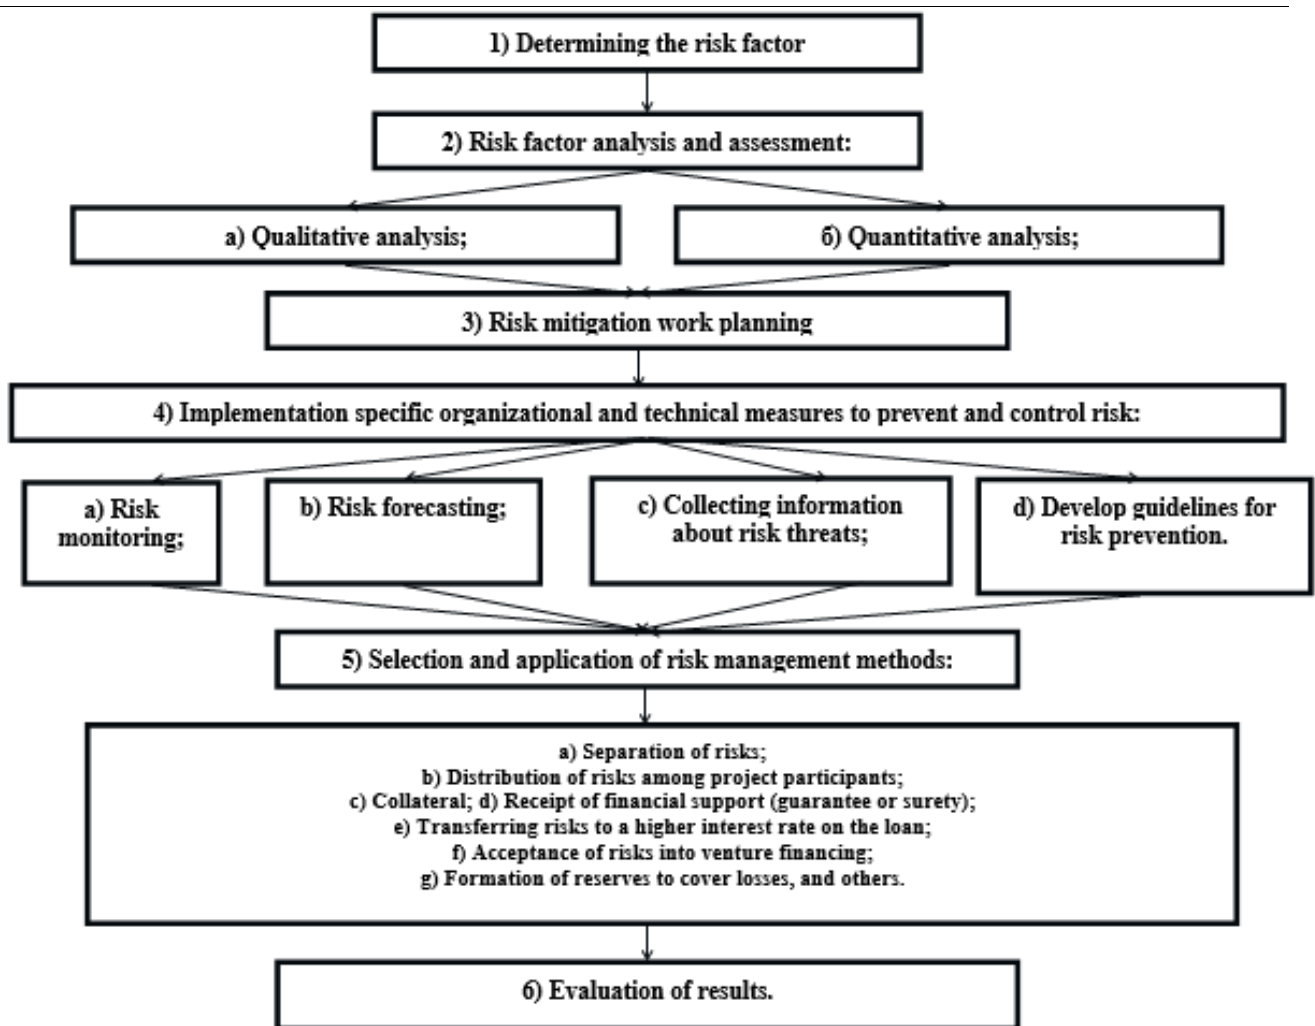 1) Determining the risk factor
2) Risk factor analysis and assessment:
a) Qualitative analysis;
б) Quantitative analysis;
3) Risk mitigation work planning
4) Implementation specific organizational and technical measures to prevent and control risk:
a) Risk
monitoring;
b) Risk forecasting;
c) Collecting information
about risk threats;
d) Develop guidelines for
risk prevention.
5) Selection and application of risk management methods:
a) Separation of risks;
b) Distribution of risks among project participants;
c) Collateral; d) Receipt of financial support (guarantee or surety);
e) Transferring risks to a higher interest rate on the loan;
f) Acceptance of risks into venture financing;
g) Formation of reserves to cover losses, and others.
6) Evaluation of results.